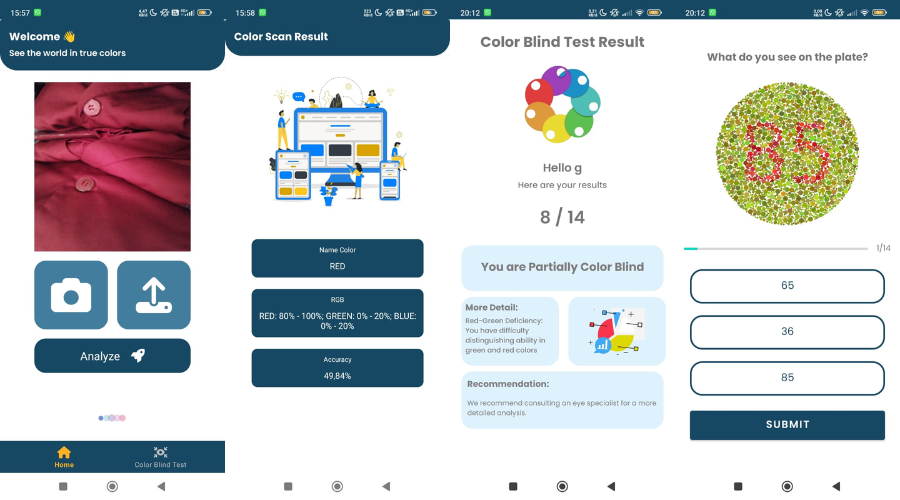 15:57
Welcome 👋
See the world in true colors
Analyze
Home
Color Blind Test
15:58
Color Scan Result
Name Color
RED
RGB
RED: 80% - 100%; GREEN: 0% - 20%; BLUE:
0% - 20%
Accuracy
49,84%
20:12
Color Blind Test Result
Hello g
Here are your results
8 / 14
You are Partially Color Blind
More Detail:
Red-Green Deficiency:
You have difficulty
distinguishing ability in
green and red colors.
Recommendation:
We recommend consulting an eye specialist for a more
detailed analysis.
20:12
What do you see on the plate?
85
1/14
65
36
85
SUBMIT